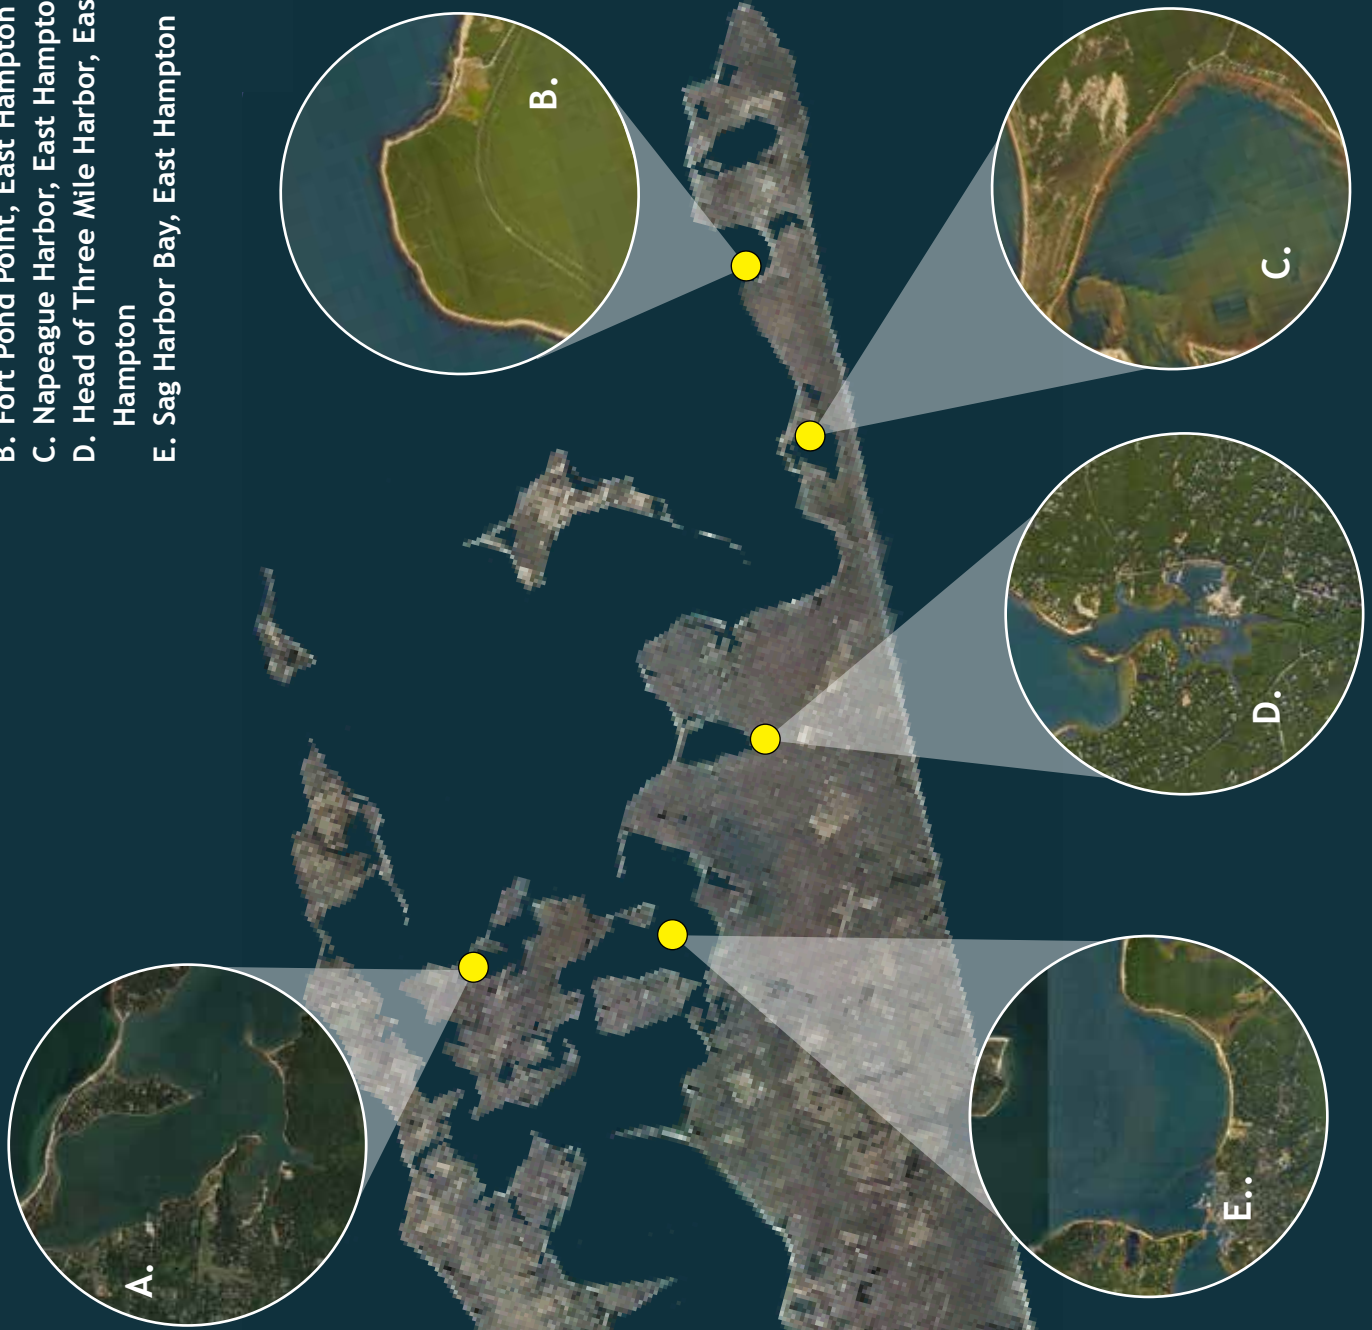 B. Fort Pond Point, East Hampton
C. Napeague Harbor, East Hampto
D. Head of Three Mile Harbor, Eas
Hampton
E. Sag Harbor Bay, East Hampton
A.
B.
C.
D.
E..